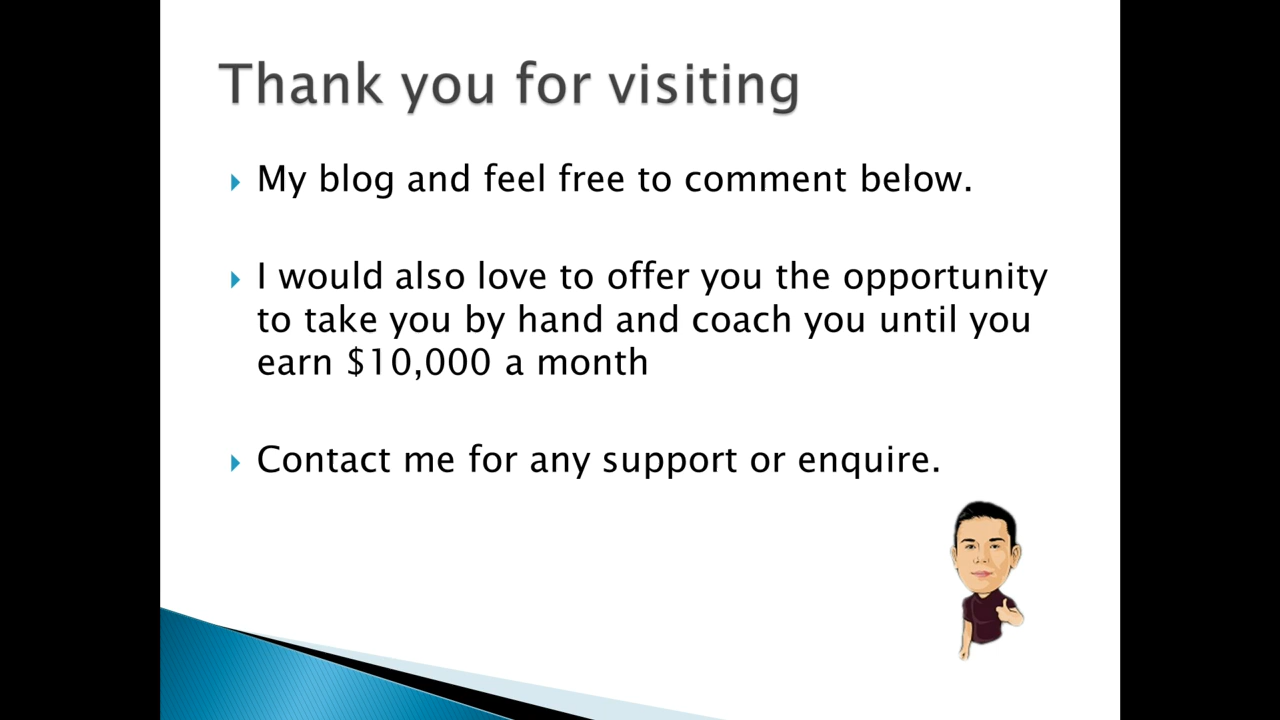 Thank you for visiting
My blog and feel free to comment below.
I would also love to offer you the opportunity
to take you by hand and coach you until you
earn $10,000 a month
Contact me for any support or enquire.